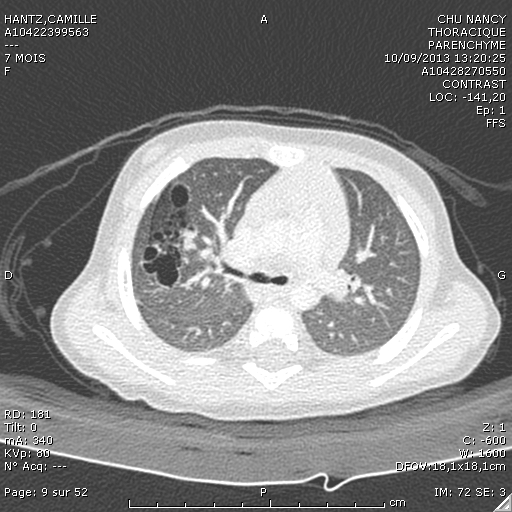 HANTZ,CAMILLE
A10422399563
---
7 MOIS
F
A
CHU NANCY
THORACIQUE
PARENCHYME
10/09/2013 13:20:25
A10428270550
CONTRAST
LOC: -141,20
Ep: 1
FFS
D
G
RD: 181
Tilt: 0
mA: 340
KVp: 80
N° Acq: ---
Page: 9 sur 52
P
cm
Z: 1
C: -600
W: 1600
DFOV:18,1x18,1cm
IM: 72 SE: 3